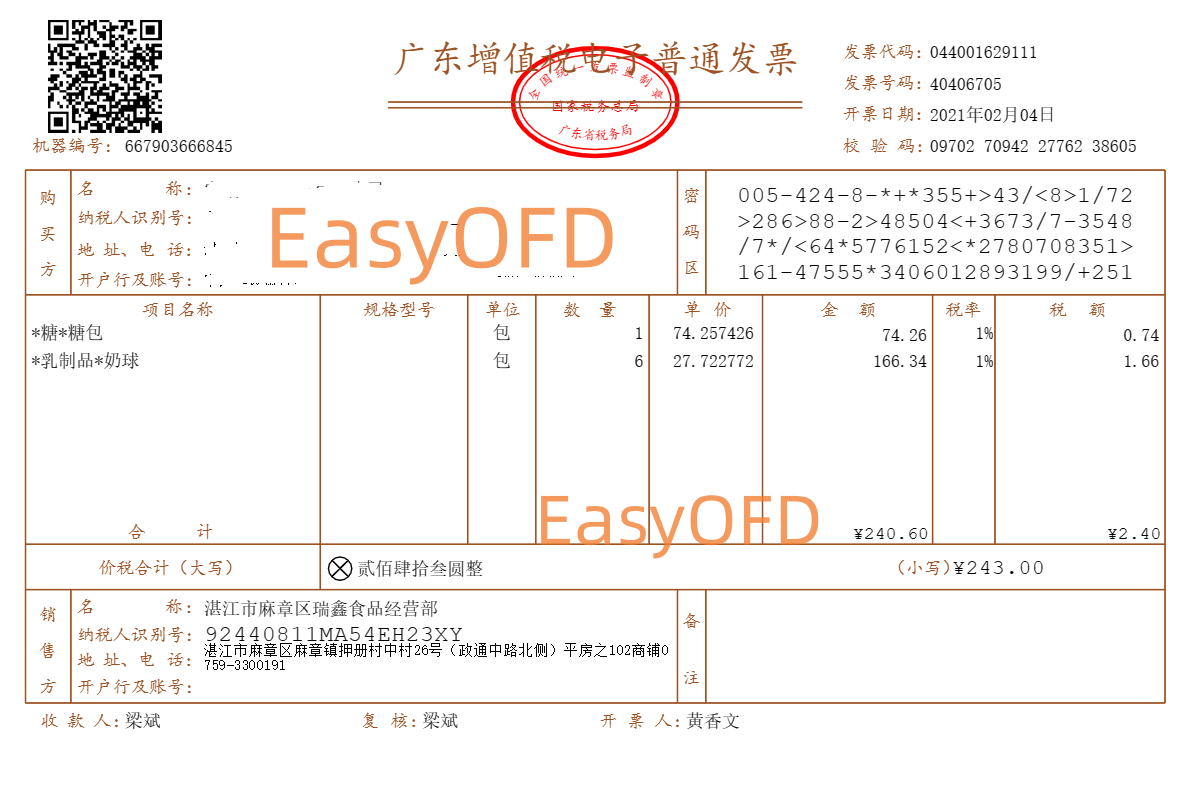 广东增值税电子普通发票
全国统一发票监制章
国家税务总局
广东省税务局
发票代码: 044001629111
发票号码: 40406705
开票日期: 2021年02月04日
校 验 码: 09702 70942 27762 38605
机器编号: 667903666845
购买方
名 称:
纳税人识别号:
地 址、电 话:
开户行及账号:
EasyOFD
密码区
005-424-8-*+*355+>43/<8>1/72
>286>88-2>48504<+3673/7-3548
/7*/<64*5776152<*2780708351>
161-47555*3406012893199/+251
项目名称 规格型号 单位 数 量 单 价 金 额 税率 税 额
*糖*糖包 包 1 74.257426 74.26 1% 0.74
*乳制品*奶球 包 6 27.722772 166.34 1% 1.66
EasyOFD
合 计 ¥240.60 ¥2.40
价税合计（大写） ⊗贰佰肆拾叁圆整 （小写）¥243.00
销售方
名 称: 湛江市麻章区瑞鑫食品经营部
纳税人识别号: 92440811MA54EH23XY
地 址、电 话: 湛江市麻章区麻章镇押册村中村26号（政通中路北侧）平房之102商铺0
759-3300191
开户行及账号:
备注
收 款 人: 梁斌 复 核: 梁斌 开 票 人: 黄香文